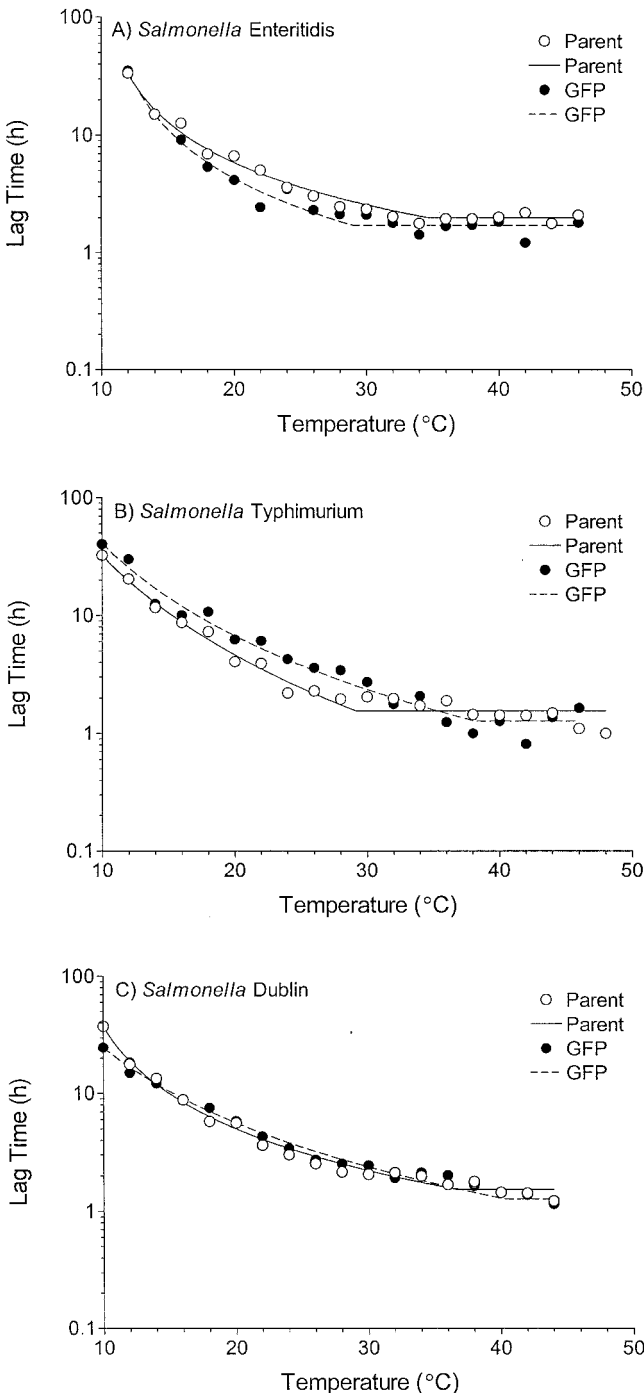 100
A) Salmonella Enteritidis
Parent
Parent
GFP
GFP
10
1
0.1
Lag Time (h)
10 20 30 40 50
Temperature (°C)
100
B) Salmonella Typhimurium
Parent
Parent
GFP
GFP
10
1
0.1
Lag Time (h)
10 20 30 40 50
Temperature (°C)
100
C) Salmonella Dublin
Parent
Parent
GFP
GFP
10
1
0.1
Lag Time (h)
10 20 30 40 50
Temperature (°C)